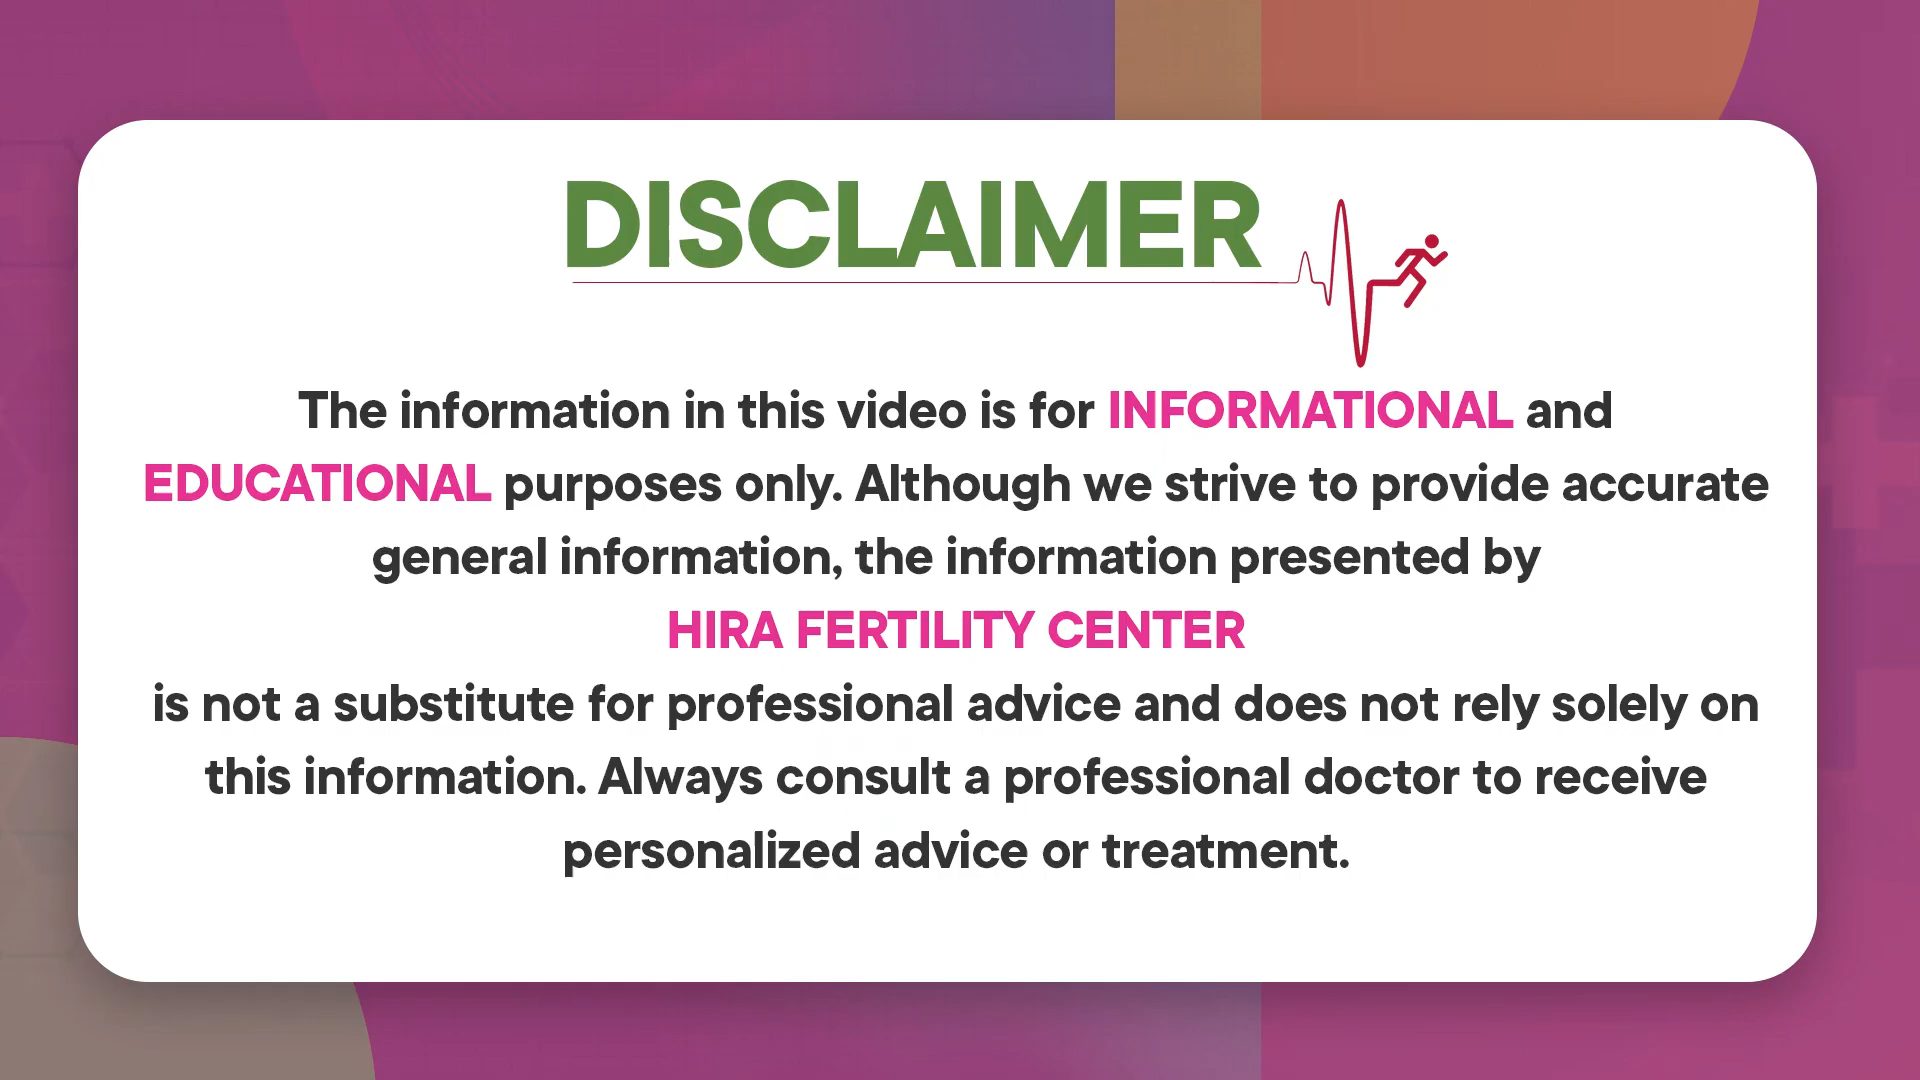 DISCLAIMER
The information in this video is for INFORMATIONAL and
EDUCATIONAL purposes only. Although we strive to provide accurate
general information, the information presented by
HIRA FERTILITY CENTER
is not a substitute for professional advice and does not rely solely on
this information. Always consult a professional doctor to receive
personalized advice or treatment.